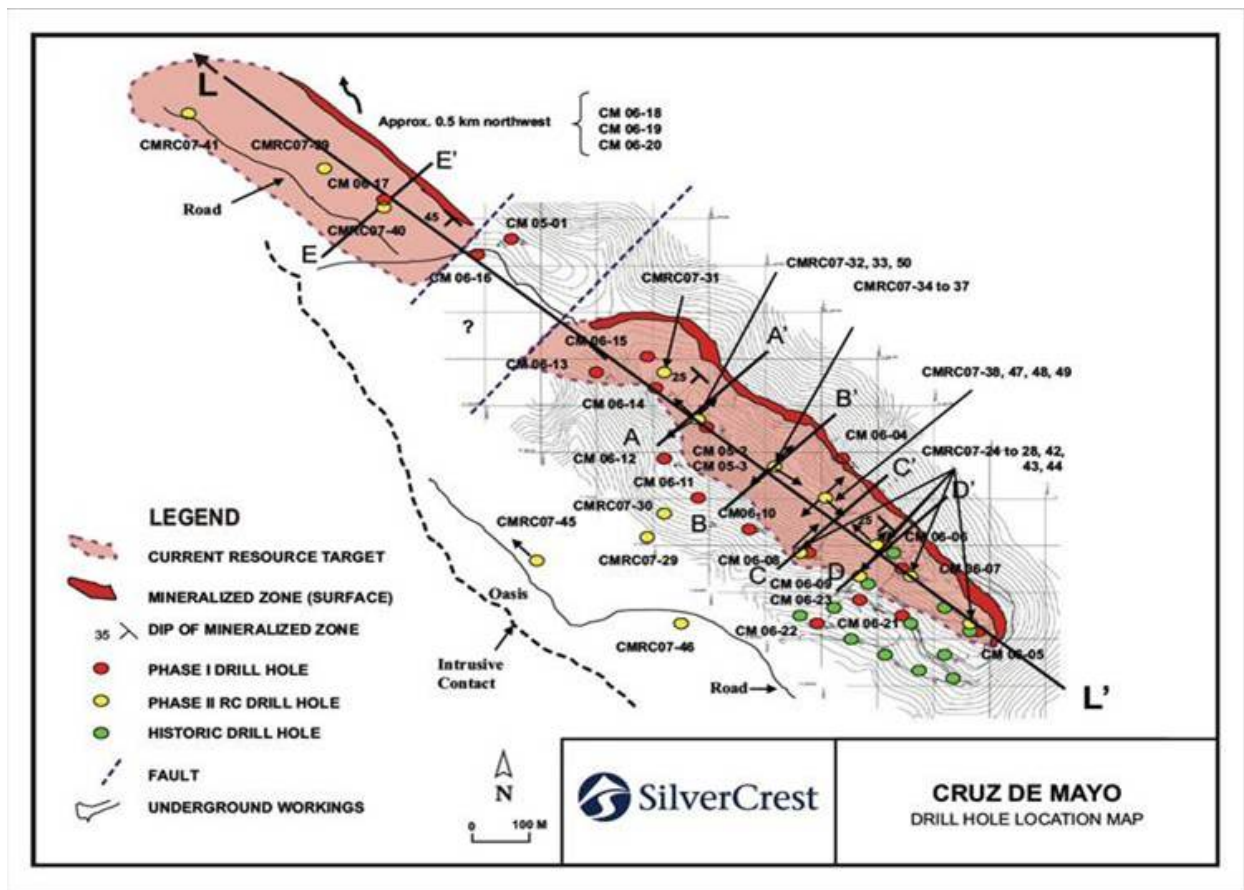 L
Approx. 0.5 km northwest
CM 06-18
CM 06-19
CM 06-20
CMRC07-41
CMRC07-39
E'
CM 06-17
Road
45
CM 05-01
CMRC07-40
E
CM 06-16
CMRC07-31
CMRC07-32, 33, 50
CMRC07-34 to 37
?
CM 06-15
A'
CM 06-13
25
CMRC07-38, 47, 48, 49
CM 06-14
B'
A
CM 06-04
CM 05-2
CM 05-3
CMRC07-24 to 28, 42,
43, 44
CM 06-12
C'
CM 06-11
D'
CMRC07-30
B
CM06-10
25
CMRC07-45
CM 06-06
CMRC07-29
CM 06-08
C
D
CM 06-07
CM 06-09
Oasis
CM 06-23
CM 06-22
CM 06-21
CMRC07-46
CM 06-05
Intrusive
Contact
Road
L'
LEGEND
CURRENT RESOURCE TARGET
MINERALIZED ZONE (SURFACE)
35
DIP OF MINERALIZED ZONE
PHASE I DRILL HOLE
PHASE II RC DRILL HOLE
HISTORIC DRILL HOLE
FAULT
UNDERGROUND WORKINGS
N
0 100 M
SilverCrest
CRUZ DE MAYO
DRILL HOLE LOCATION MAP